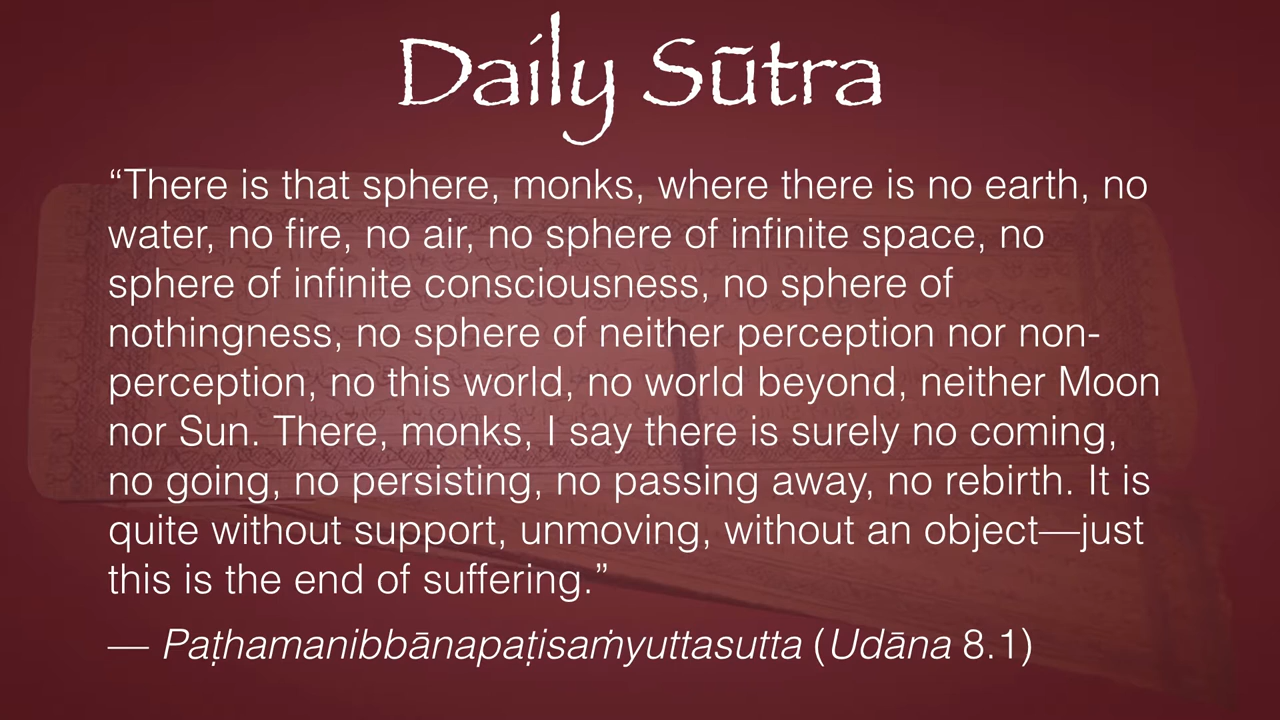 Daily Sūtra
“There is that sphere, monks, where there is no earth, no
water, no fire, no air, no sphere of infinite space, no
sphere of infinite consciousness, no sphere of
nothingness, no sphere of neither perception nor non-
perception, no this world, no world beyond, neither Moon
nor Sun. There, monks, I say there is surely no coming,
no going, no persisting, no passing away, no rebirth. It is
quite without support, unmoving, without an object—just
this is the end of suffering.”
— Paṭhamanibbānapaṭisaṁyuttasutta (Udāna 8.1)